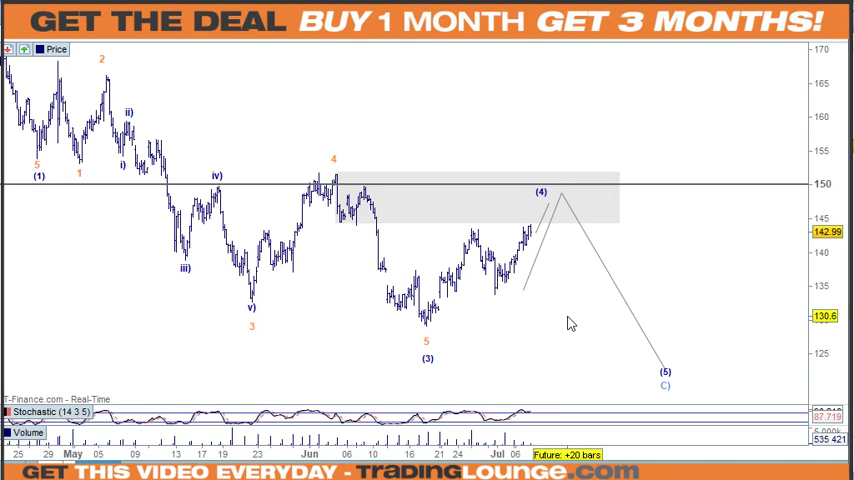 GET THE DEAL BUY 1 MONTH GET 3 MONTHS!
Price
170
165
160
155
150
145
142.99
140
135
130.6
125
2
ii)
5
(1)
1
i)
iv)
iii)
v)
3
4
5
(3)
(4)
(5)
C)
T-Finance.com - Real-Time
Stochastic (14 3 5)
87.719
Volume
5,000k
535 421
25 29 May 05 09 13 17 19 23 Jun 06 10 16 21 24 Jul 06 Future: +20 bars
GET THIS VIDEO EVERYDAY - TRADINGLOUNGE.com